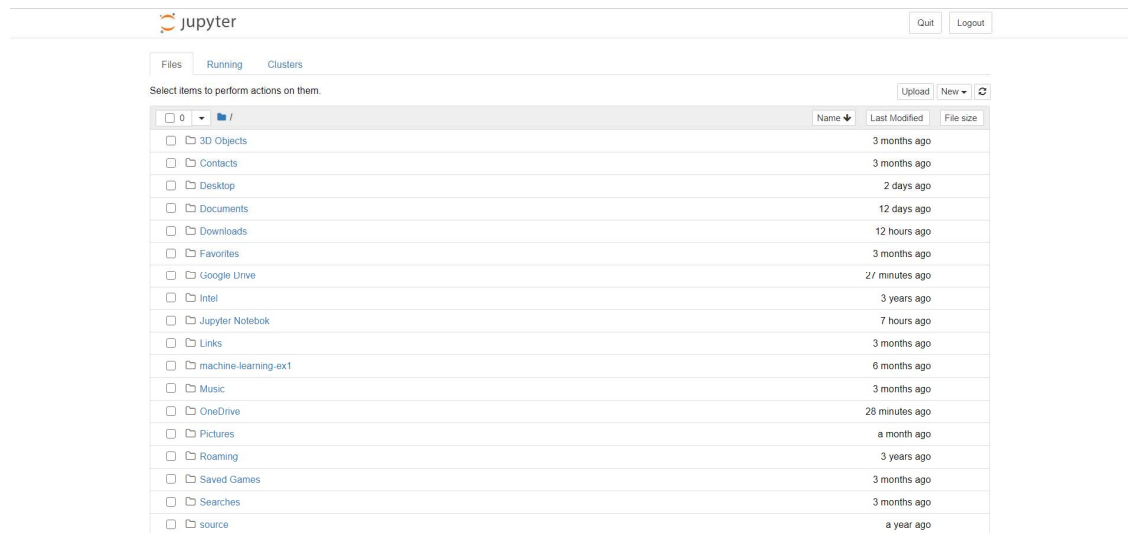 jupyter Quit Logout
Files Running Clusters
Select items to perform actions on them. Upload New
0 / Name Last Modified File size
3D Objects 3 months ago
Contacts 3 months ago
Desktop 2 days ago
Documents 12 days ago
Downloads 12 hours ago
Favorites 3 months ago
Google Drive 27 minutes ago
Intel 3 years ago
Jupyter Notebok 7 hours ago
Links 3 months ago
machine-learning-ex1 6 months ago
Music 3 months ago
OneDrive 28 minutes ago
Pictures a month ago
Roaming 3 years ago
Saved Games 3 months ago
Searches 3 months ago
source a year ago